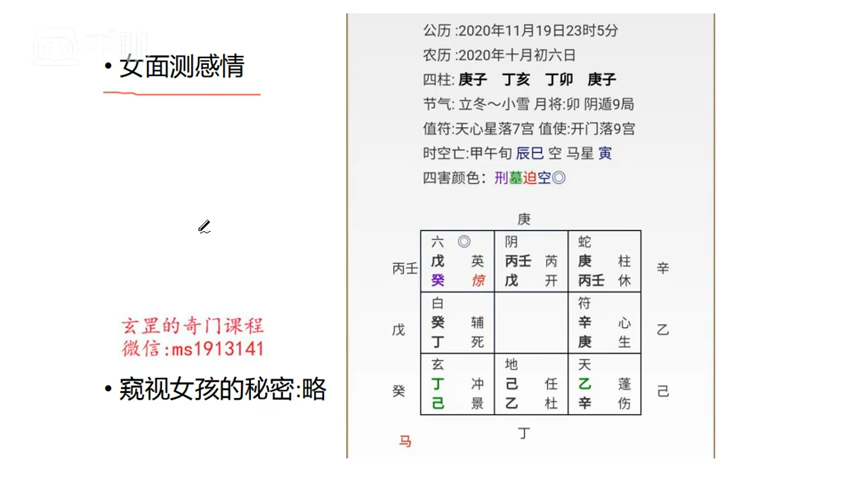 • 女面测感情
玄罡的奇门课程
微信:ms1913141
• 窥视女孩的秘密:略
公历 :2020年11月19日23时5分
农历 :2020年十月初六日
四柱: 庚子 丁亥 丁卯 庚子
节气: 立冬～小雪 月将:卯 阴遁9局
值符:天心星落7宫 值使:开门落9宫
时空亡:甲午旬 辰巳 空 马星 寅
四害颜色：刑墓迫空◎
庚
六 ◎ 阴 蛇
丙壬 戊 英 丙壬 芮 庚 柱 辛
癸 惊 戊 开 丙壬 休
白 符
戊 癸 辅 辛 心 乙
丁 死 庚 生
玄 地 天
癸 丁 冲 己 任 乙 蓬 己
己 景 乙 杜 辛 伤
马 丁